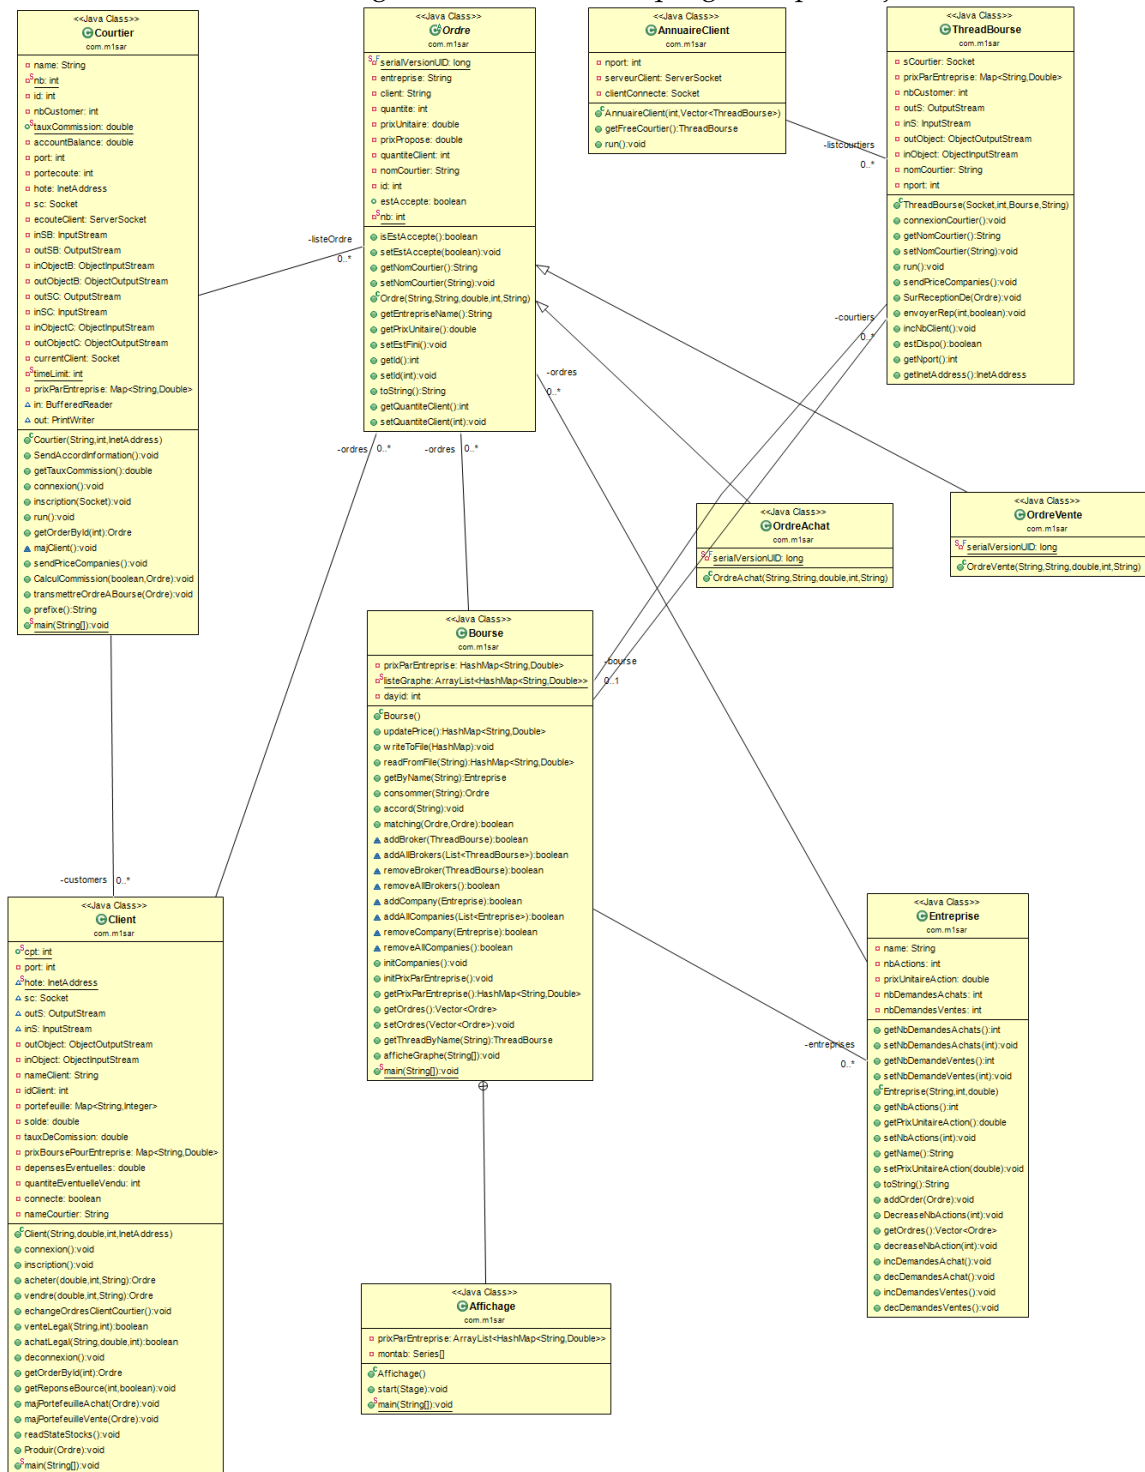 <<Java Class>>
Courtier
com.m1sar
name: String
nb: int
id: int
nbCustomer: int
tauxCommission: double
accountBalance: double
port: int
portecoute: int
hote: InetAddress
sc: Socket
ecouteClient: ServerSocket
inSB: InputStream
outSB: OutputStream
inObjectB: ObjectInputStream
outObjectB: ObjectOutputStream
outSC: OutputStream
inSC: InputStream
inObjectC: ObjectInputStream
outObjectC: ObjectOutputStream
currentClient: Socket
timeLimit: int
prixParEntreprise: Map<String,Double>
in: BufferedReader
out: PrintWriter
Courtier(String,int,InetAddress)
SendAccordInformation():void
getTauxCommission():double
connexion():void
inscription(Socket):void
run():void
getOrderById(int):Ordre
majClient():void
sendPriceCompanies():void
CalculCommission(boolean,Ordre):void
transmettreOrdreABourse(Ordre):void
prefixe():String
main(String[]):void
<<Java Class>>
Ordre
com.m1sar
serialVersionUID: long
entreprise: String
client: String
quantite: int
prixUnitaire: double
prixPropose: double
quantiteClient: int
nomCourtier: String
id: int
estAccepte: boolean
nb: int
isEstAccepte():boolean
setEstAccepte(boolean):void
getNomCourtier():String
setNomCourtier(String):void
Ordre(String,String,double,int,String)
getEntrepriseName():String
getPrixUnitaire():double
setEstFini():void
getId():int
setId(int):void
toString():String
getQuantiteClient():int
setQuantiteClient(int):void
<<Java Class>>
AnnuaireClient
com.m1sar
nport: int
serveurClient: ServerSocket
clientConnecte: Socket
AnnuaireClient(int,Vector<ThreadBourse>)
getFreeCourtier():ThreadBourse
run():void
<<Java Class>>
ThreadBourse
com.m1sar
sCourtier: Socket
prixParEntreprise: Map<String,Double>
nbCustomer: int
outS: OutputStream
inS: InputStream
outObject: ObjectOutputStream
inObject: ObjectInputStream
nomCourtier: String
nport: int
ThreadBourse(Socket,int,Bourse,String)
connexionCourtier():void
getNomCourtier():String
setNomCourtier(String):void
run():void
sendPriceCompanies():void
SurReceptionDe(Ordre):void
envoyerRep(int,boolean):void
incNbClient():void
estDispo():boolean
getNport():int
getInetAddress():InetAddress
-listcourtiers
0..*
-listeOrdre
0..*
-courtiers
0..*
-ordres
0..*
-ordres
0..*
-ordres
0..*
<<Java Class>>
OrdreAchat
com.m1sar
serialVersionUID: long
OrdreAchat(String,String,double,int,String)
<<Java Class>>
OrdreVente
com.m1sar
serialVersionUID: long
OrdreVente(String,String,double,int,String)
<<Java Class>>
Bourse
com.m1sar
prixParEntreprise: HashMap<String,Double>
listeGraphe: ArrayList<HashMap<String,Double>>
dayid: int
Bourse()
updatePrice():HashMap<String,Double>
writeToFile(HashMap):void
readFromFile(String):HashMap<String,Double>
getByName(String):Entreprise
consommer(String):Ordre
accord(String):void
matching(Ordre,Ordre):boolean
addBroker(ThreadBourse):boolean
addAllBrokers(List<ThreadBourse>):boolean
removeBroker(ThreadBourse):boolean
removeAllBrokers():boolean
addCompany(Entreprise):boolean
addAllCompanies(List<Entreprise>):boolean
removeCompany(Entreprise):boolean
removeAllCompanies():boolean
initCompanies():void
initPrixParEntreprise():void
getPrixParEntreprise():HashMap<String,Double>
getOrdres():Vector<Ordre>
setOrdres(Vector<Ordre>):void
getThreadByName(String):ThreadBourse
afficheGraphe(String[]):void
main(String[]):void
-bourse
0..1
-customers
0..*
-entreprises
0..*
<<Java Class>>
Client
com.m1sar
cpt: int
port: int
hote: InetAddress
sc: Socket
outS: OutputStream
inS: InputStream
outObject: ObjectOutputStream
inObject: ObjectInputStream
nameClient: String
idClient: int
portefeuille: Map<String,Integer>
solde: double
tauxDeComission: double
prixBoursePourEntreprise: Map<String,Double>
depensesEventuelles: double
quantiteEventuelleVendu: int
connecte: boolean
nameCourtier: String
Client(String,double,int,InetAddress)
connexion():void
inscription():void
acheter(double,int,String):Ordre
vendre(double,int,String):Ordre
echangeOrdresClientCourtier():void
venteLegal(String,int):boolean
achatLegal(String,double,int):boolean
deconnexion():void
getOrderById(int):Ordre
getReponseBource(int,boolean):void
majPortefeuilleAchat(Ordre):void
majPortefeuilleVente(Ordre):void
readStateStocks():void
Produir(Ordre):void
main(String[]):void
<<Java Class>>
Entreprise
com.m1sar
name: String
nbActions: int
prixUnitaireAction: double
nbDemandesAchats: int
nbDemandesVentes: int
getNbDemandesAchats():int
setNbDemandesAchats(int):void
getNbDemandeVentes():int
setNbDemandeVentes(int):void
Entreprise(String,int,double)
getNbActions():int
getPrixUnitaireAction():double
setNbActions(int):void
getName():String
setPrixUnitaireAction(double):void
toString():String
addOrder(Ordre):void
DecreaseNbActions(int):void
getOrdres():Vector<Ordre>
decreaseNbAction(int):void
incDemandesAchat():void
decDemandesAchat():void
incDemandesVentes():void
decDemandesVentes():void
<<Java Class>>
Affichage
com.m1sar
prixParEntreprise: ArrayList<HashMap<String,Double>>
montab: Series[]
Affichage()
start(Stage):void
main(String[]):void